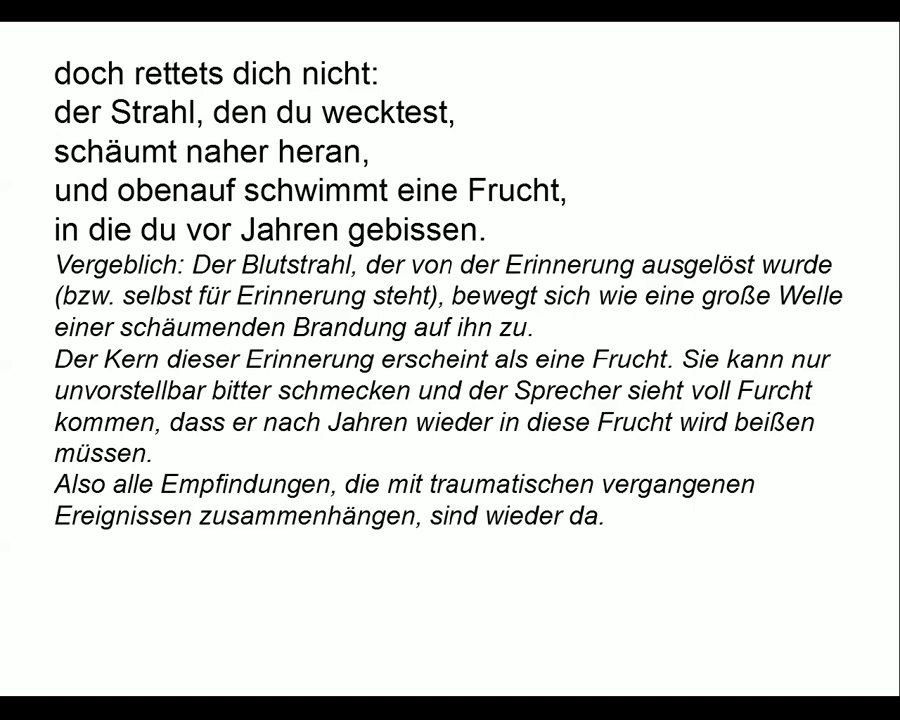 doch rettets dich nicht:
der Strahl, den du wecktest,
schäumt naher heran,
und obenauf schwimmt eine Frucht,
in die du vor Jahren gebissen.
Vergeblich: Der Blutstrahl, der von der Erinnerung ausgelöst wurde
(bzw. selbst für Erinnerung steht), bewegt sich wie eine große Welle
einer schäumenden Brandung auf ihn zu.
Der Kern dieser Erinnerung erscheint als eine Frucht. Sie kann nur
unvorstellbar bitter schmecken und der Sprecher sieht voll Furcht
kommen, dass er nach Jahren wieder in diese Frucht wird beißen
müssen.
Also alle Empfindungen, die mit traumatischen vergangenen
Ereignissen zusammenhängen, sind wieder da.